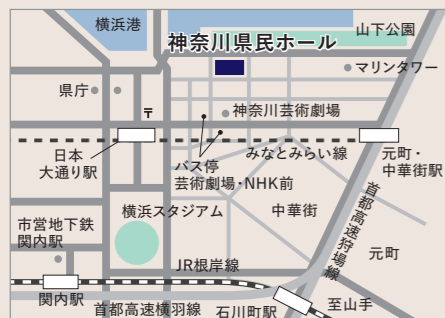 横浜港
神奈川県民ホール
山下公園
マリンタワー
県庁
〒
神奈川芸術劇場
日本
大通り駅
バス停
芸術劇場・NHK前
みなとみらい線
元町・
中華街駅
首都高速狩場線
市営地下鉄
関内駅
横浜スタジアム
中華街
元町
JR根岸線
関内駅
首都高速横羽線
石川町駅
至山手